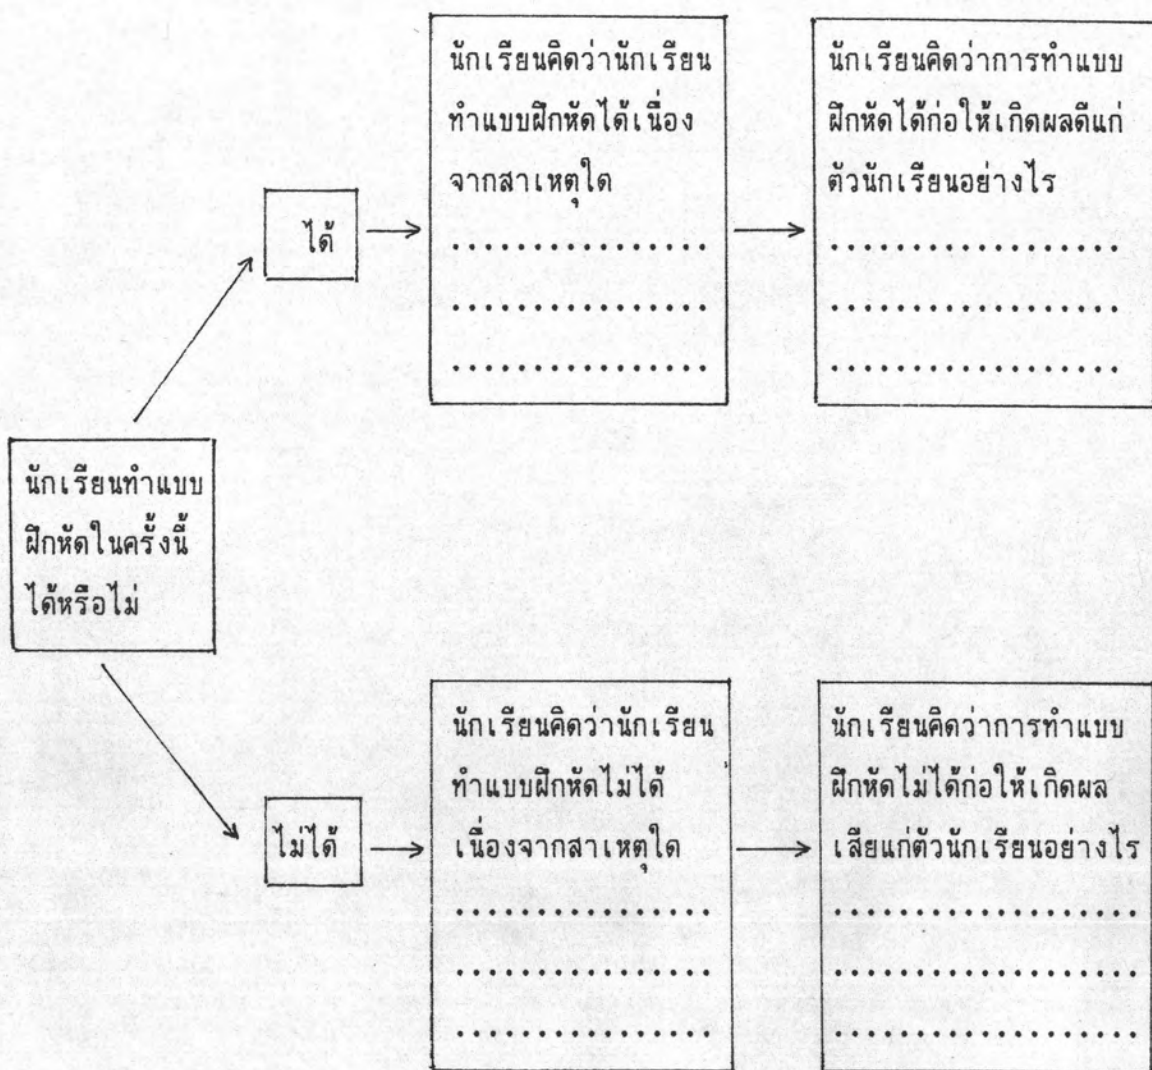 นักเรียนทำแบบ
ฝึกหัดในครั้งนี้
ได้หรือไม่
ได้
นักเรียนคิดว่านักเรียน
ทำแบบฝึกหัดได้เนื่อง
จากสาเหตุใด
...............
...............
...............
นักเรียนคิดว่าการทำแบบ
ฝึกหัดได้ก่อให้เกิดผลดีแก่
ตัวนักเรียนอย่างไร
.................
.................
.................
ไม่ได้
นักเรียนคิดว่านักเรียน
ทำแบบฝึกหัดไม่ได้
เนื่องจากสาเหตุใด
...............
...............
...............
นักเรียนคิดว่าการทำแบบ
ฝึกหัดไม่ได้ก่อให้เกิดผล
เสียแก่ตัวนักเรียนอย่างไร
..................
..................
..................